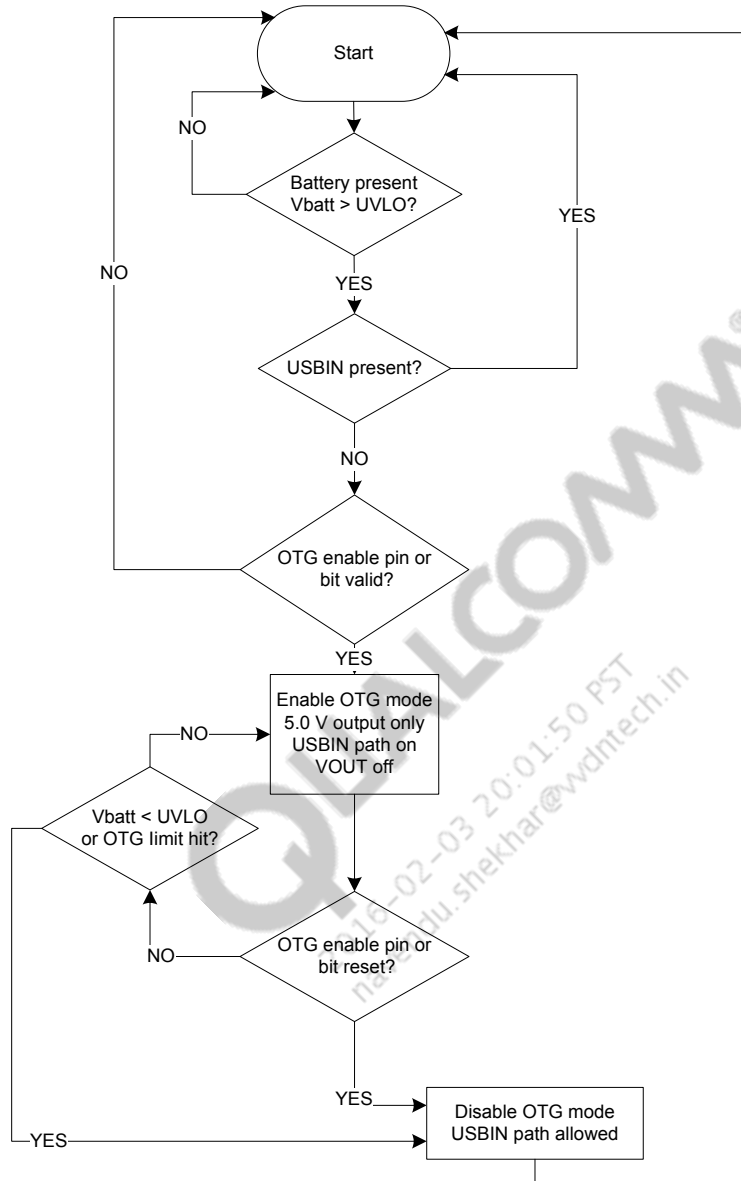 Start
NO
Battery present
Vbatt > UVLO?
YES
NO
YES
USBIN present?
NO
OTG enable pin or
bit valid?
YES
Enable OTG mode
5.0 V output only
USBIN path on
VOUT off
NO
Vbatt < UVLO
or OTG limit hit?
OTG enable pin or
bit reset?
NO
YES
Disable OTG mode
USBIN path allowed
YES
QUALCOMM®
2016-02-03 20:01:50 PST
navendu.shekhar@wdntech.in